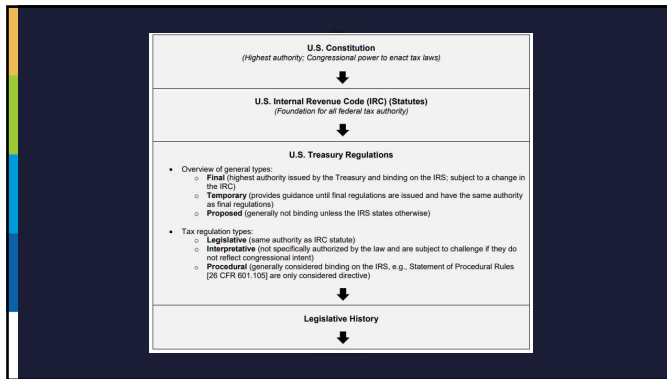 U.S. Constitution
(Highest authority; Congressional power to enact tax laws)
U.S. Internal Revenue Code (IRC) (Statutes)
(Foundation for all federal tax authority)
U.S. Treasury Regulations
• Overview of general types:
o Final (highest authority issued by the Treasury and binding on the IRS; subject to a change in
the IRC)
o Temporary (provides guidance until final regulations are issued and have the same authority
as final regulations)
o Proposed (generally not binding unless the IRS states otherwise)
• Tax regulation types:
o Legislative (same authority as IRC statute)
o Interpretative (not specifically authorized by the law and are subject to challenge if they do
not reflect congressional intent)
o Procedural (generally considered binding on the IRS, e.g., Statement of Procedural Rules
[26 CFR 601.105] are only considered directive)
Legislative History